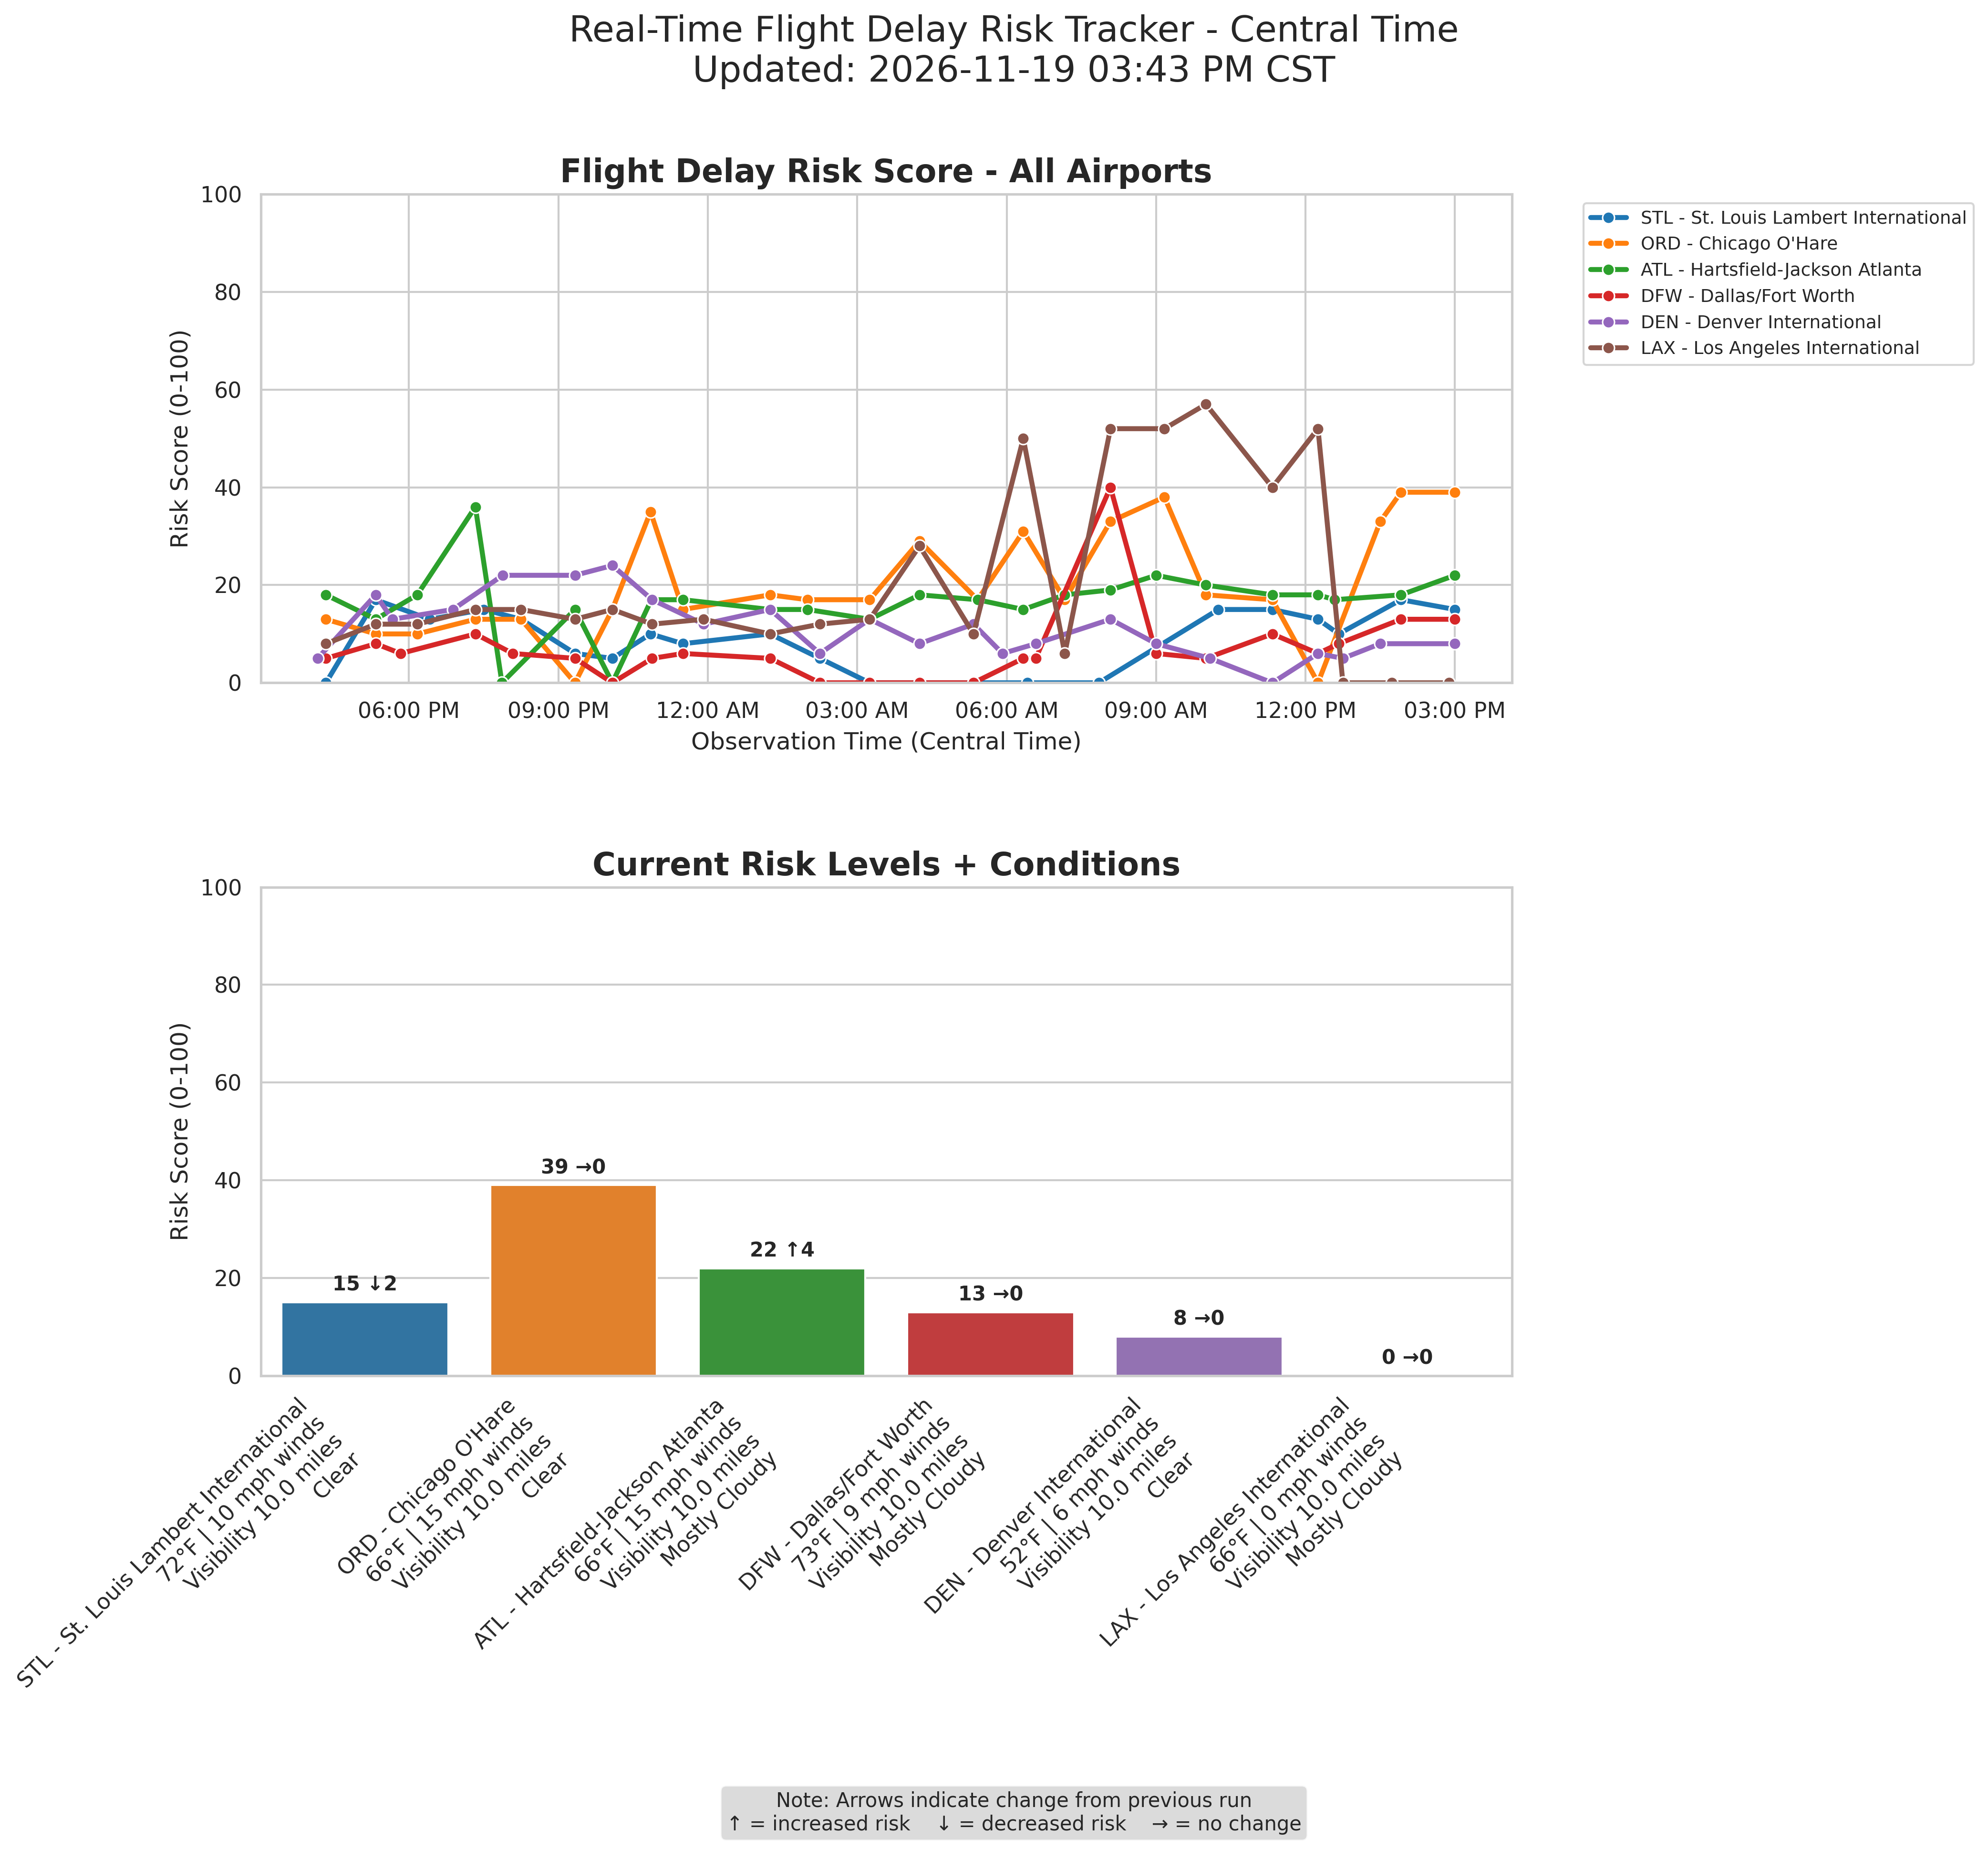 Real-Time Flight Delay Risk Tracker - Central Time
Updated: 2026-11-19 03:43 PM CST
Flight Delay Risk Score - All Airports
Risk Score (0-100)
100
80
60
40
20
0
06:00 PM
09:00 PM
12:00 AM
03:00 AM
06:00 AM
09:00 AM
12:00 PM
03:00 PM
Observation Time (Central Time)
STL - St. Louis Lambert International
ORD - Chicago O'Hare
ATL - Hartsfield-Jackson Atlanta
DFW - Dallas/Fort Worth
DEN - Denver International
LAX - Los Angeles International
Current Risk Levels + Conditions
Risk Score (0-100)
100
80
60
40
20
0
15 ↓2
39 →0
22 ↑4
13 →0
8 →0
0 →0
STL - St. Louis Lambert International
72°F | 10 mph winds
Visibility 10.0 miles
Clear
ORD - Chicago O'Hare
66°F | 15 mph winds
Visibility 10.0 miles
Clear
ATL - Hartsfield-Jackson Atlanta
66°F | 15 mph winds
Visibility 10.0 miles
Mostly Cloudy
DFW - Dallas/Fort Worth
73°F | 9 mph winds
Visibility 10.0 miles
Mostly Cloudy
DEN - Denver International
52°F | 6 mph winds
Visibility 10.0 miles
Clear
LAX - Los Angeles International
66°F | 0 mph winds
Visibility 10.0 miles
Mostly Cloudy
Note: Arrows indicate change from previous run
↑ = increased risk ↓ = decreased risk → = no change